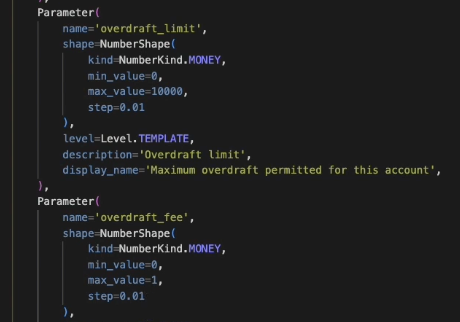 Parameter(
name='overdraft_limit',
shape=NumberShape(
kind=NumberKind.MONEY,
min_value=0,
max_value=10000,
step=0.01
),
level=Level.TEMPLATE,
description='Overdraft limit',
display_name='Maximum overdraft permitted for this account',
),
Parameter(
name='overdraft_fee',
shape=NumberShape(
kind=NumberKind.MONEY,
min_value=0,
max_value=1,
step=0.01
),